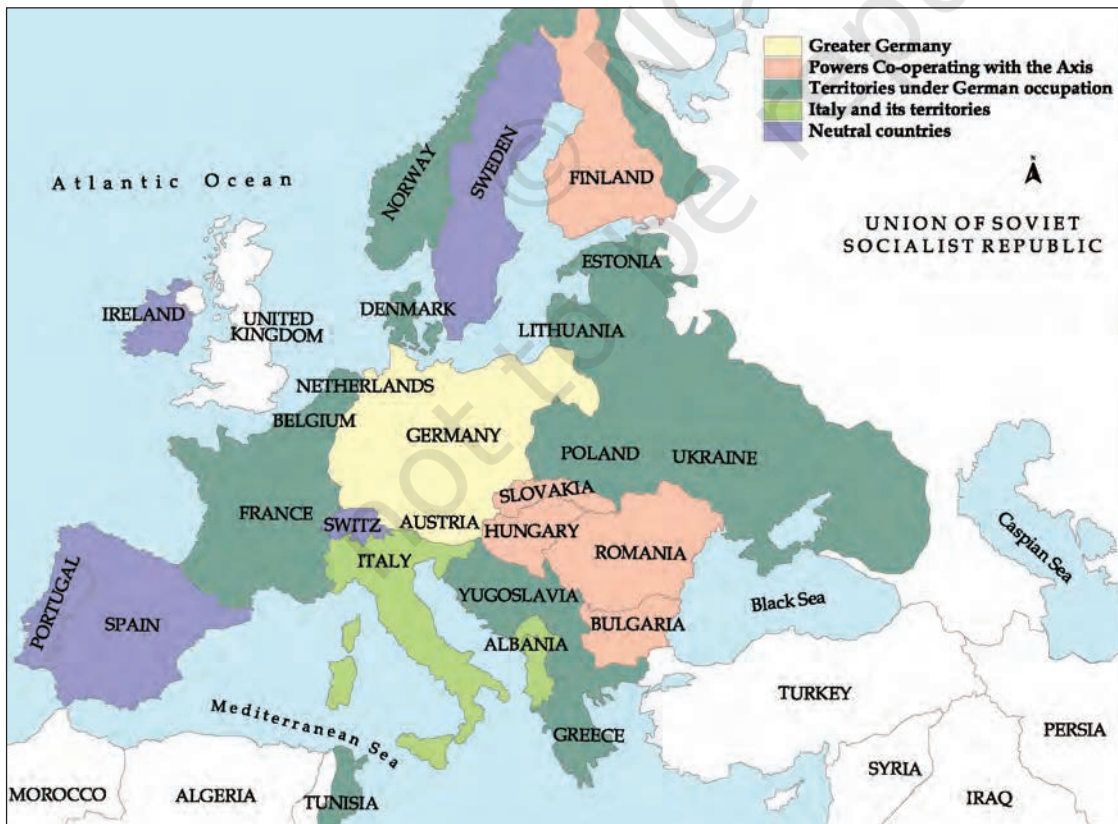 Greater Germany
Powers Co-operating with the Axis
Territories under German occupation
Italy and its territories
Neutral countries
N
Atlantic Ocean
NORWAY
SWEDEN
FINLAND
UNION OF SOVIET
SOCIALIST REPUBLIC
ESTONIA
IRELAND
UNITED
KINGDOM
DENMARK
LITHUANIA
NETHERLANDS
BELGIUM
GERMANY
POLAND
UKRAINE
SLOVAKIA
FRANCE
SWITZ
AUSTRIA
HUNGARY
ITALY
ROMANIA
Caspian Sea
PORTUGAL
SPAIN
YUGOSLAVIA
Black Sea
BULGARIA
ALBANIA
TURKEY
Mediterranean Sea
GREECE
PERSIA
SYRIA
MOROCCO
ALGERIA
TUNISIA
IRAQ
not to be